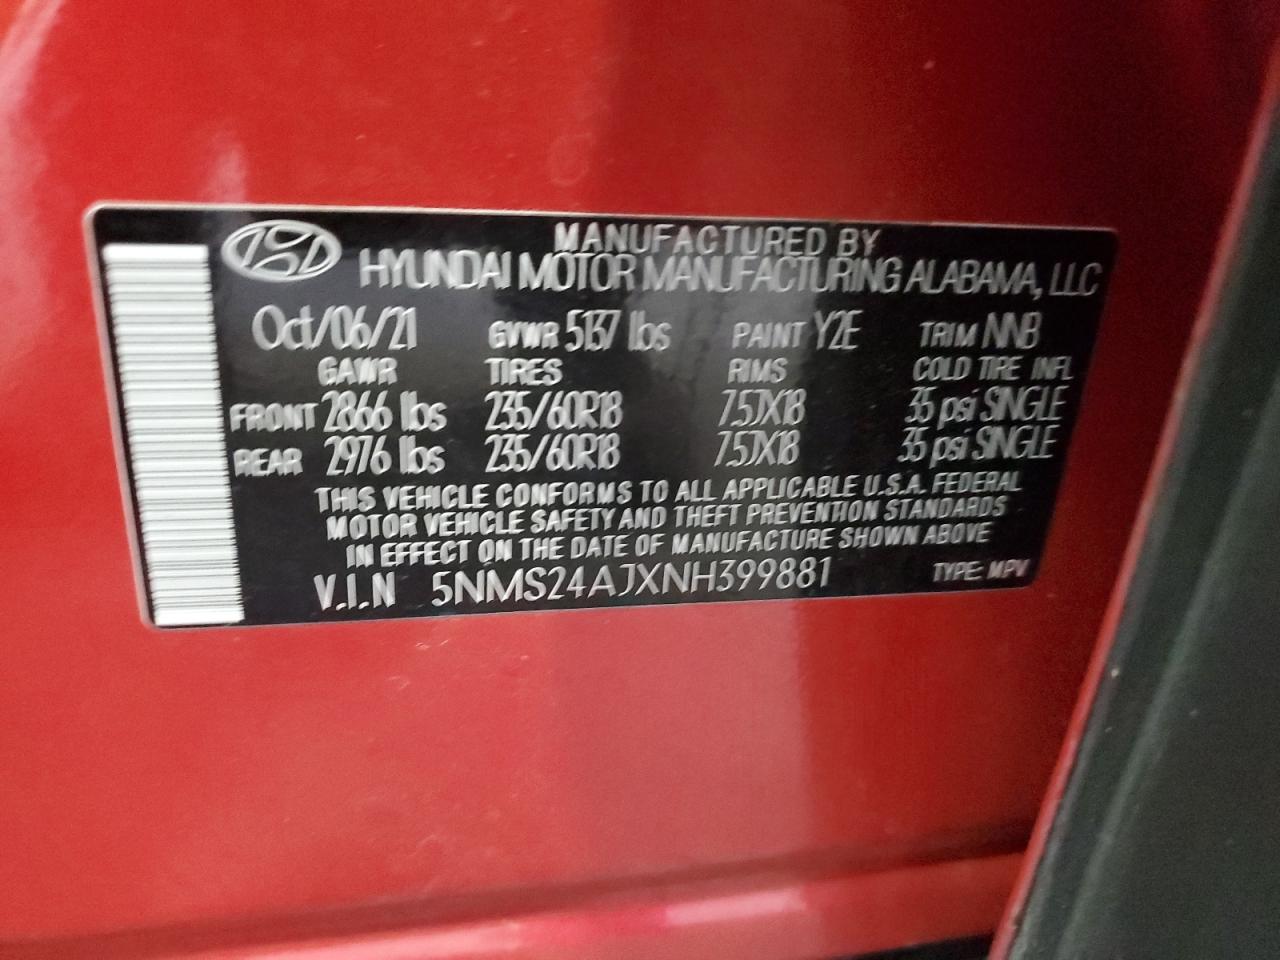 MANUFACTURED BY
HYUNDAI MOTOR MANUFACTURING ALABAMA, LLC
Oct/06/21 GVWR 5137 lbs PAINT Y2E TRIM NNB
GAWR TIRES RIMS COLD TIRE INFL
FRONT 2866 lbs 235/60R18 7.5JX18 35 psi SINGLE
REAR 2976 lbs 235/60R18 7.5JX18 35 psi SINGLE
THIS VEHICLE CONFORMS TO ALL APPLICABLE U.S.A. FEDERAL
MOTOR VEHICLE SAFETY AND THEFT PREVENTION STANDARDS
IN EFFECT ON THE DATE OF MANUFACTURE SHOWN ABOVE
V.I.N 5NMS24AJXNH399881 TYPE: MPV